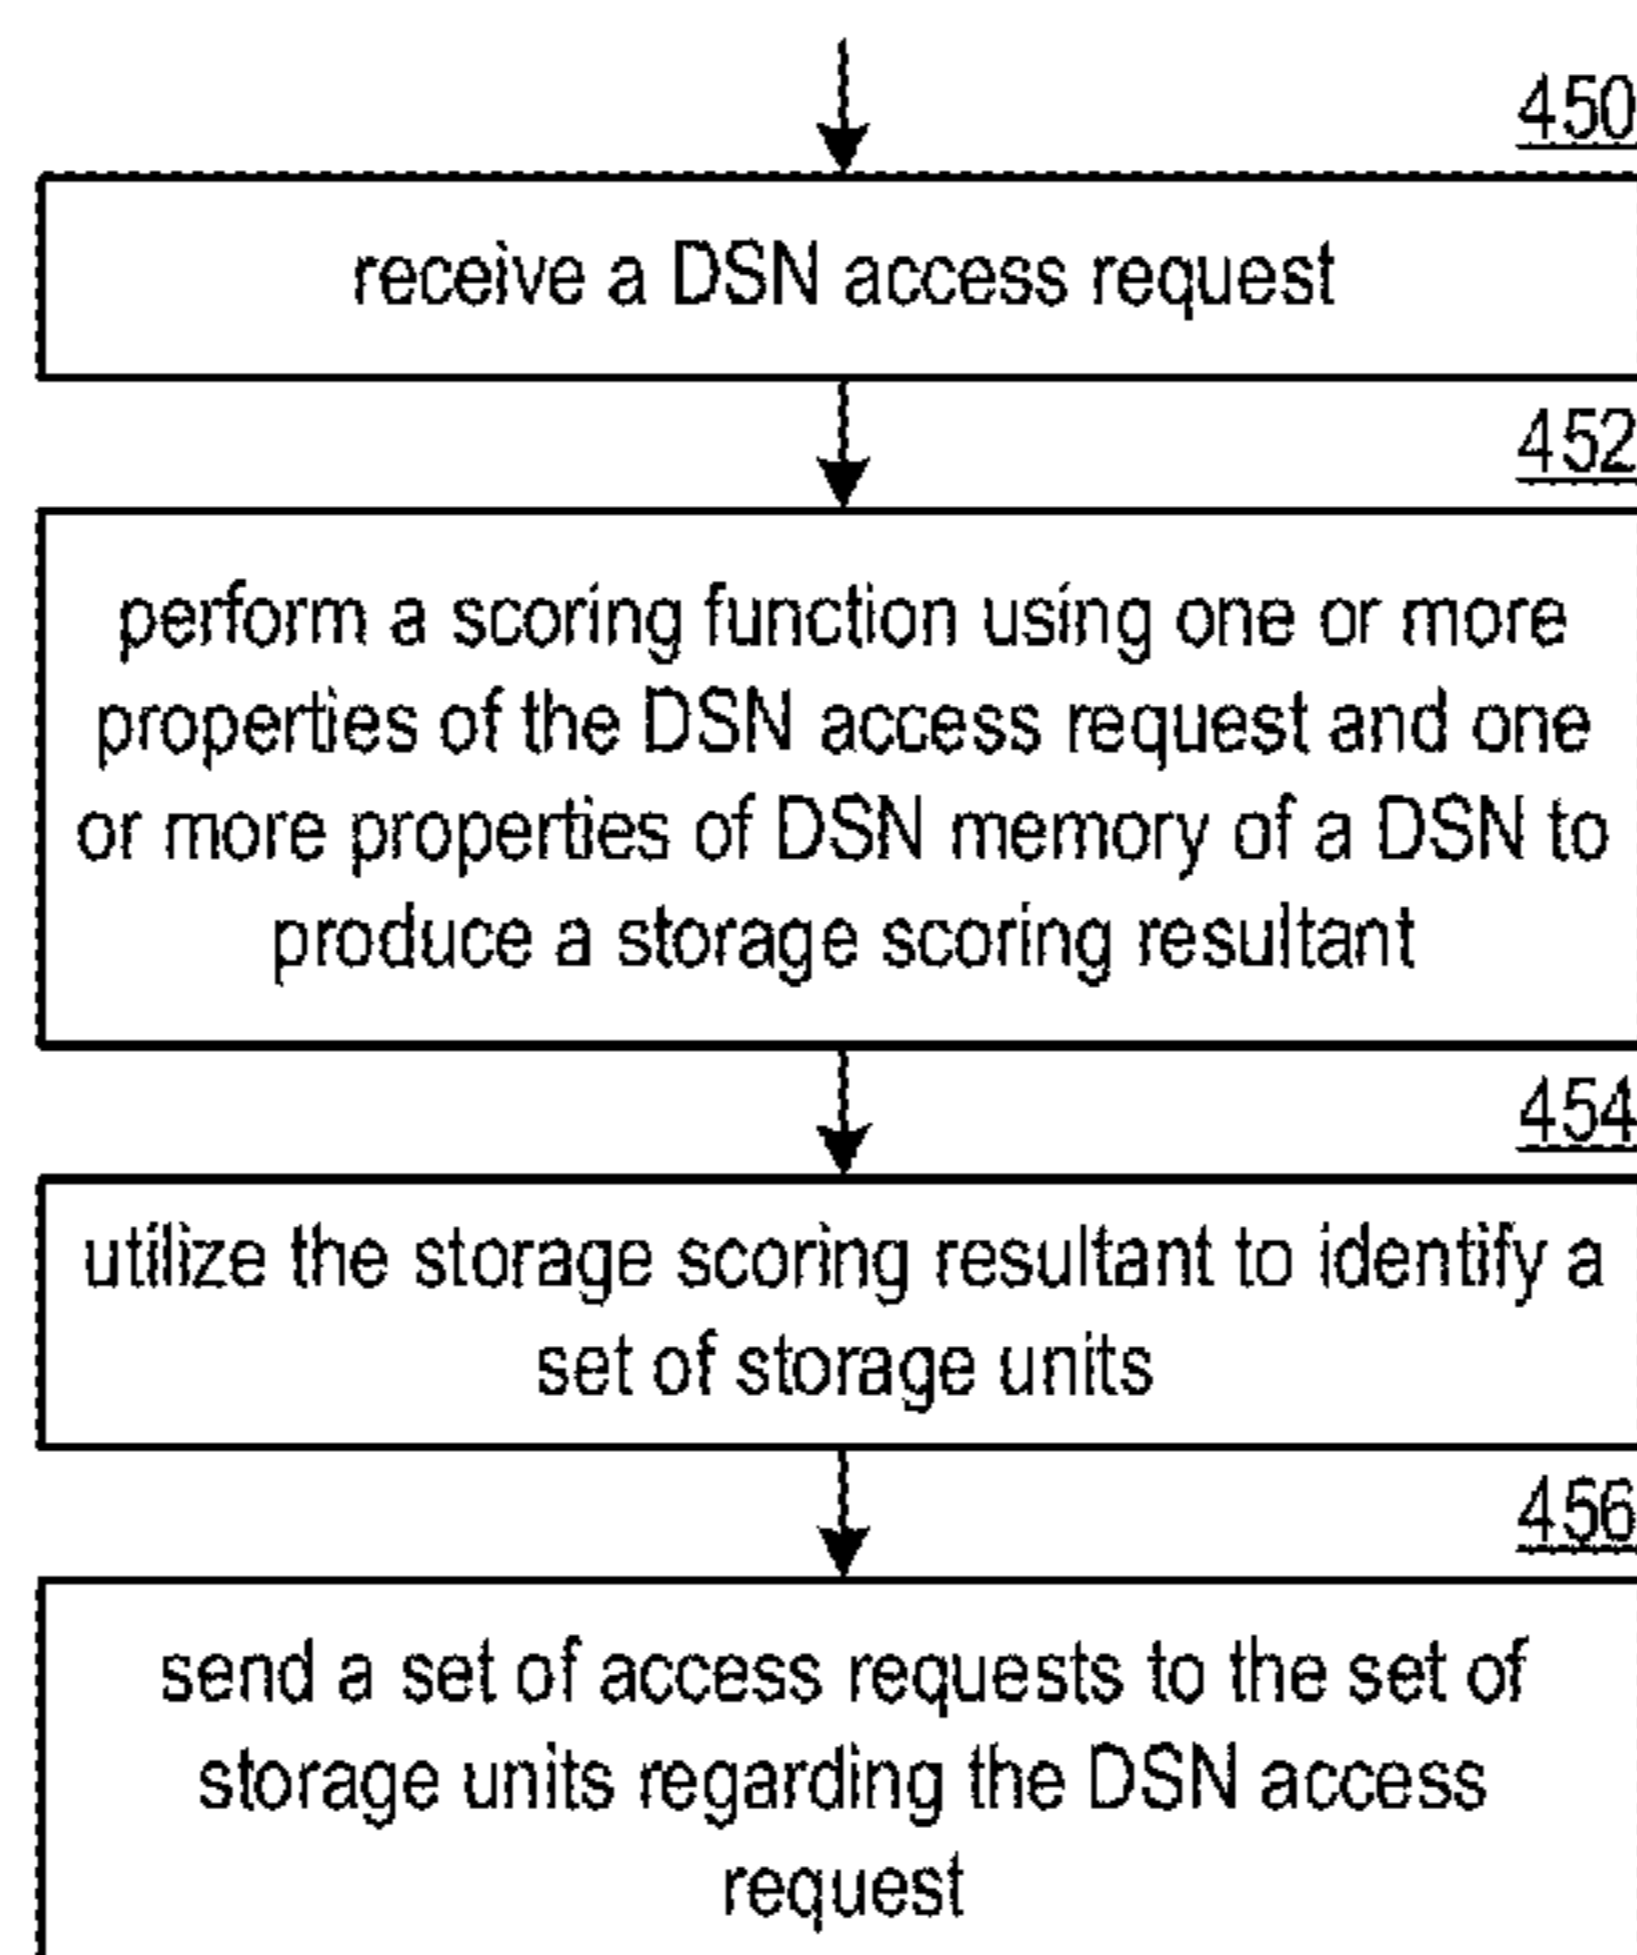 450
receive a DSN access request
452
perform a scoring function using one or more
properties of the DSN access request and one
or more properties of DSN memory of a DSN to
produce a storage scoring resultant
454
utilize the storage scoring resultant to identify a
set of storage units
456
send a set of access requests to the set of
storage units regarding the DSN access
request